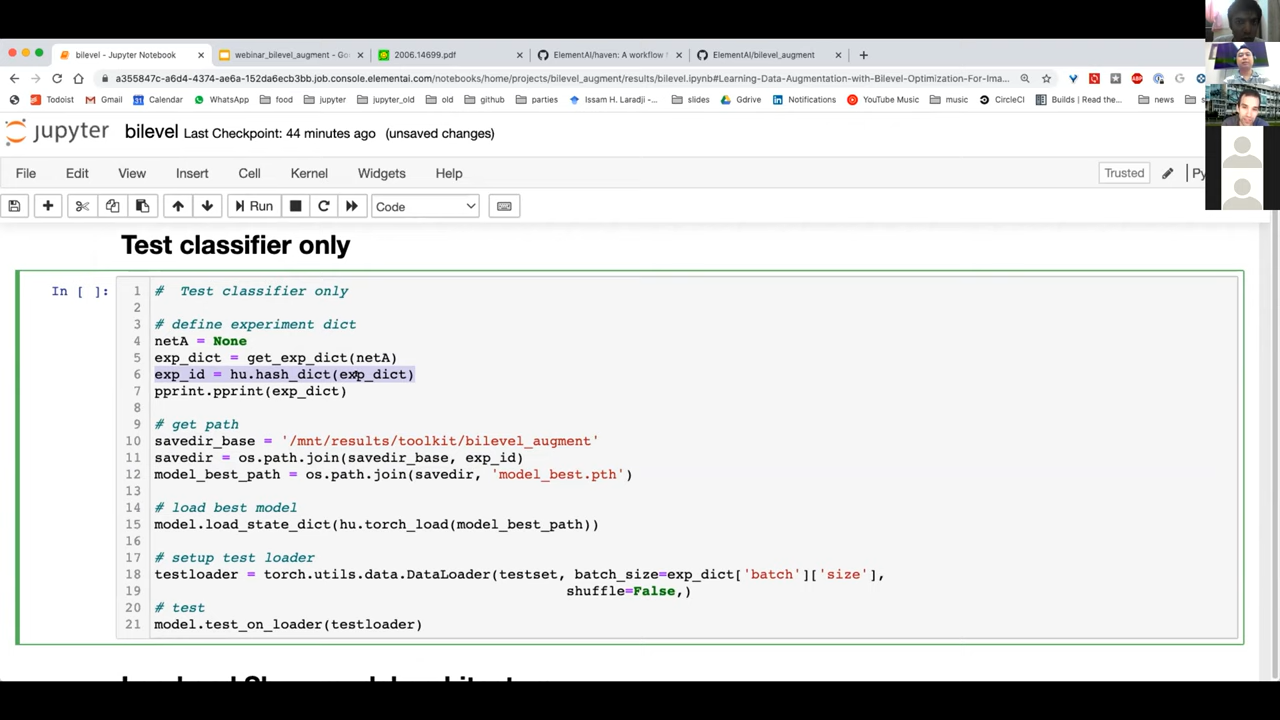 bilevel - Jupyter Notebook
webinar_bilevel_augment - Go
2006.14699.pdf
ElementAI/haven: A workflow f
ElementAI/bilevel_augment
a355847c-a6d4-4374-ae6a-152da6ecb3bb.job.console.elementai.com/notebooks/home/projects/bilevel_augment/results/bilevel.ipynb#Learning-Data-Augmentation-with-Bilevel-Optimization-For-Ima...
Todoist
Gmail
Calendar
WhatsApp
food
jupyter
jupyter_old
old
github
parties
Issam H. Laradji -...
slides
Gdrive
Notifications
YouTube Music
music
CircleCI
Builds | Read the...
news
jupyter bilevel Last Checkpoint: 44 minutes ago (unsaved changes)
File Edit View Insert Cell Kernel Widgets Help
Trusted
Py
Run
Code
Test classifier only
In [ ]:
1 # Test classifier only
2
3 # define experiment dict
4 netA = None
5 exp_dict = get_exp_dict(netA)
6 exp_id = hu.hash_dict(exp_dict)
7 pprint.pprint(exp_dict)
8
9 # get path
10 savedir_base = '/mnt/results/toolkit/bilevel_augment'
11 savedir = os.path.join(savedir_base, exp_id)
12 model_best_path = os.path.join(savedir, 'model_best.pth')
13
14 # load best model
15 model.load_state_dict(hu.torch_load(model_best_path))
16
17 # setup test loader
18 testloader = torch.utils.data.DataLoader(testset, batch_size=exp_dict['batch']['size'],
19 shuffle=False,)
20 # test
21 model.test_on_loader(testloader)